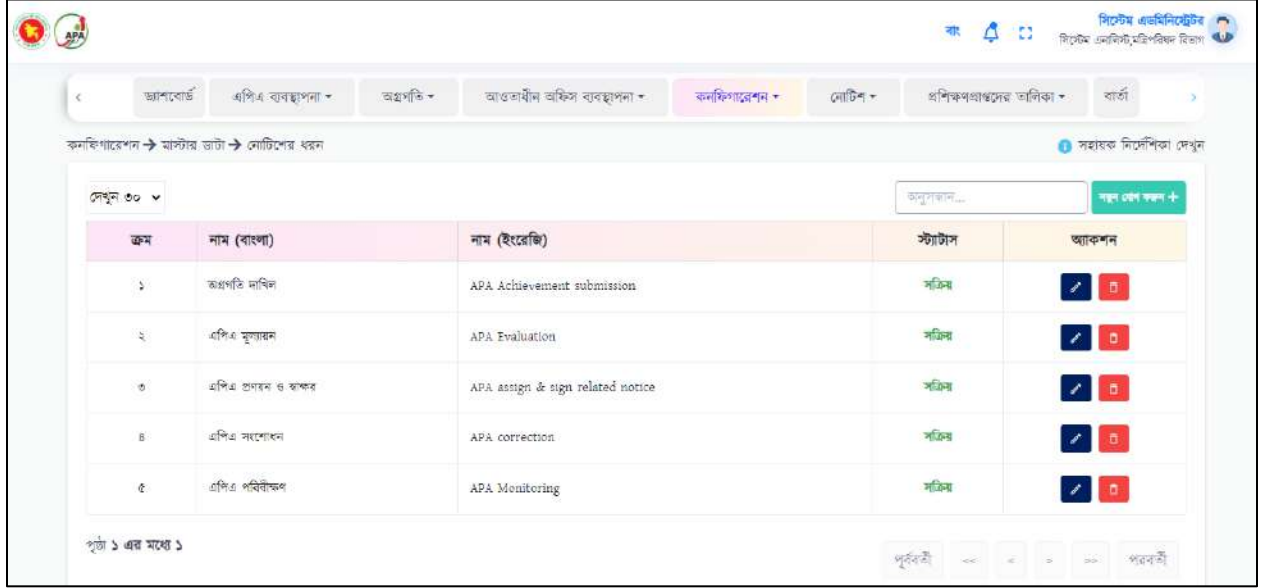 APA
বাং
সিস্টেম এডমিনিস্ট্রেটর
সিস্টেম এনালিস্ট,মন্ত্রিপরিষদ বিভাগ
ড্যাশবোর্ড এপিএ ব্যবস্থাপনা অগ্রগতি আওতাধীন অফিস ব্যবস্থাপনা কনফিগারেশন নোটিশ প্রশিক্ষণপ্রাপ্তদের তালিকা বার্তা
কনফিগারেশন → মাস্টার ডাটা → নোটিশের ধরন সহায়ক নির্দেশিকা দেখুন
দেখুন ৩০ অনুসন্ধান... নতুন যোগ করুন +
ক্রম নাম (বাংলা) নাম (ইংরেজি) স্ট্যাটাস অ্যাকশন
১ অগ্রগতি দাখিল APA Achievement submission সক্রিয়
২ এপিএ মূল্যায়ন APA Evaluation সক্রিয়
৩ এপিএ প্রণয়ন ও স্বাক্ষর APA assign & sign related notice সক্রিয়
৪ এপিএ সংশোধন APA correction সক্রিয়
৫ এপিএ পরিবীক্ষণ APA Monitoring সক্রিয়
পৃষ্ঠা ১ এর মধ্যে ১
পূর্ববর্তী << < > >> পরবর্তী